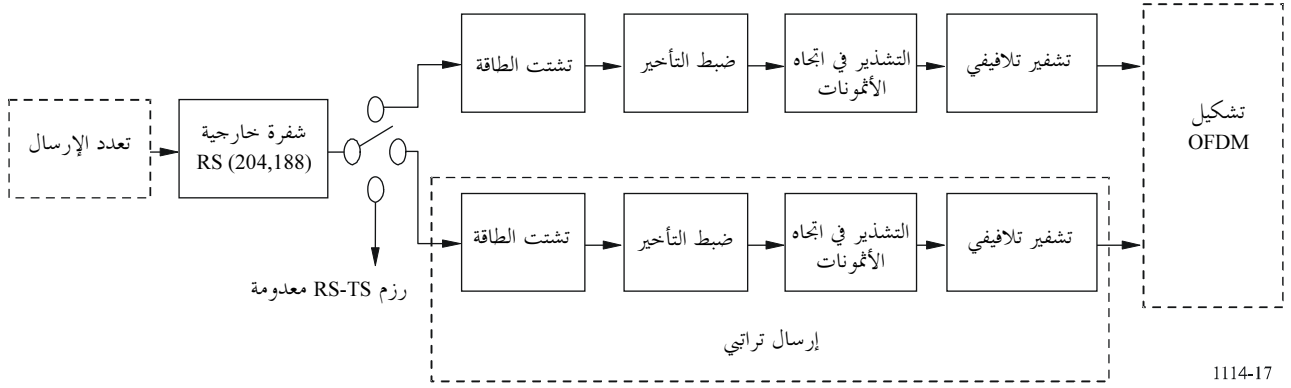 تعدد الإرسال
شفرة خارجية
RS (204,188)
تشتت الطاقة
ضبط التأخير
التشذير في اتجاه
الأثمونات
تشفير تلافيفي
تشكيل
OFDM
تشتت الطاقة
ضبط التأخير
التشذير في اتجاه
الأثمونات
تشفير تلافيفي
رزم RS-TS معدومة
إرسال تراتبي
1114-17